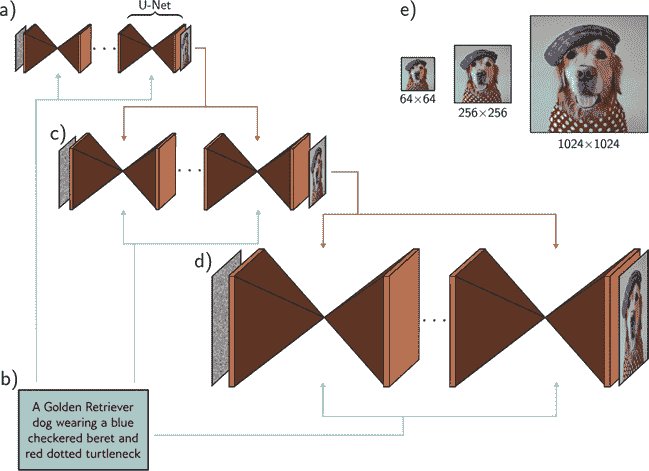 a)
U-Net
e)
64×64
256×256
1024×1024
c)
d)
b)
A Golden Retriever
dog wearing a blue
checkered beret and
red dotted turtleneck